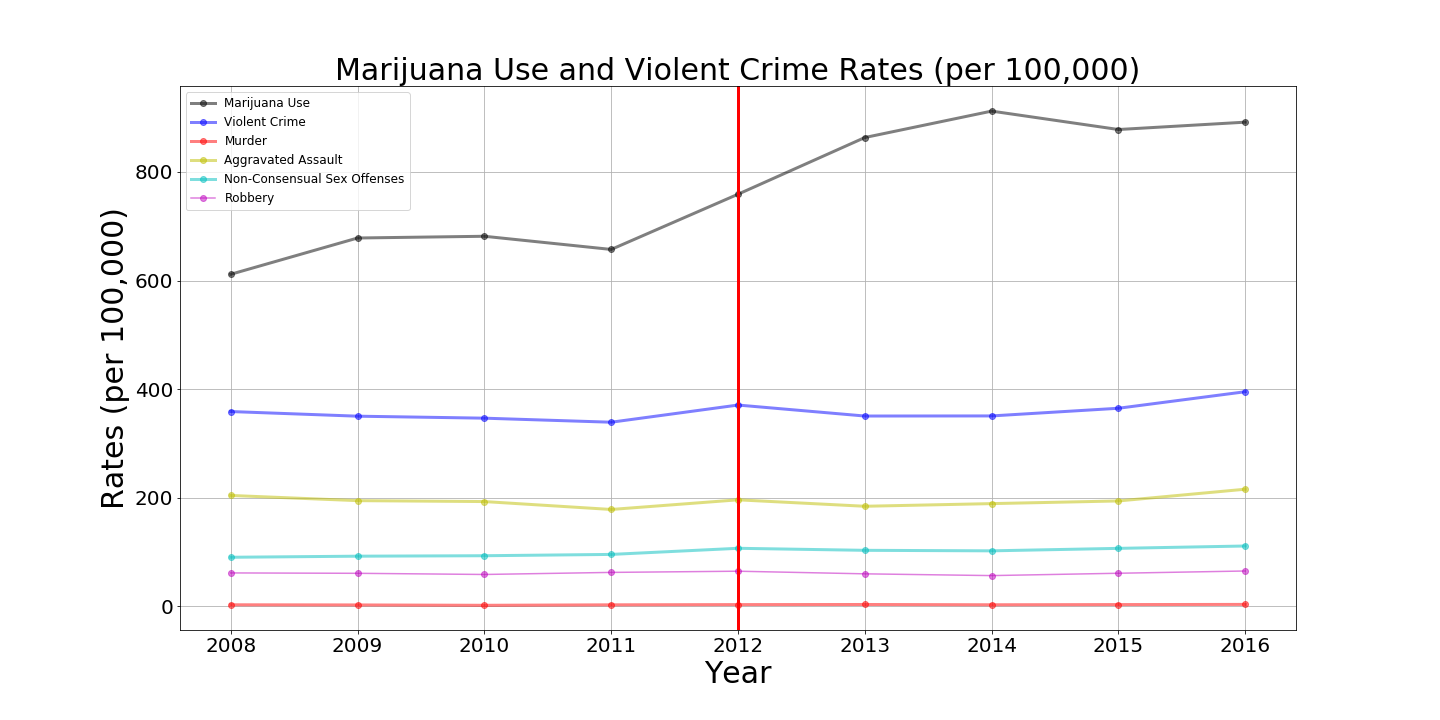 Marijuana Use and Violent Crime Rates (per 100,000)
Marijuana Use
Violent Crime
Murder
Aggravated Assault
Non-Consensual Sex Offenses
Robbery
Rates (per 100,000)
800
600
400
200
0
2008 2009 2010 2011 2012 2013 2014 2015 2016
Year